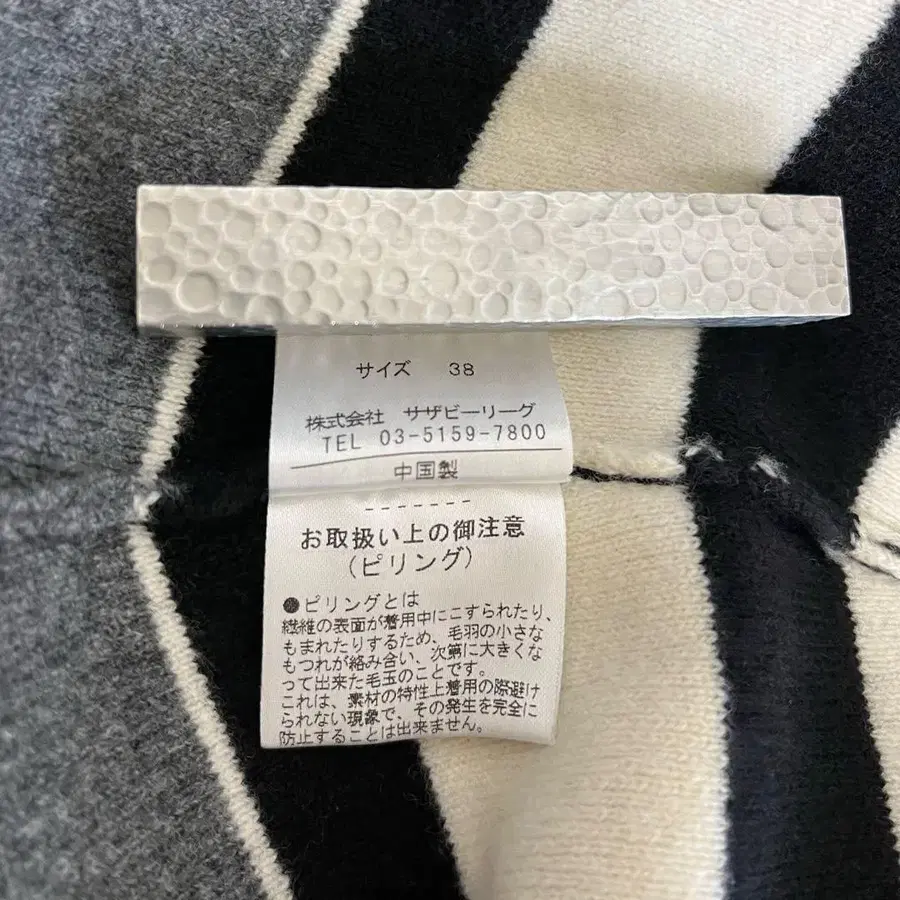 サイズ 38
株式会社 サザビーリーグ
TEL 03-5159-7800
中国製
お取扱い上の御注意
(ピリング)
●ピリングとは
繊維の表面が着用中にこすられたり、
もまれたりするため、毛羽の小さな
もつれが絡み合い、次第に大きくな
って出来た毛玉のことです。
これは、素材の特性上着用の際避け
られない現象で、その発生を完全に
防止することは出来ません。